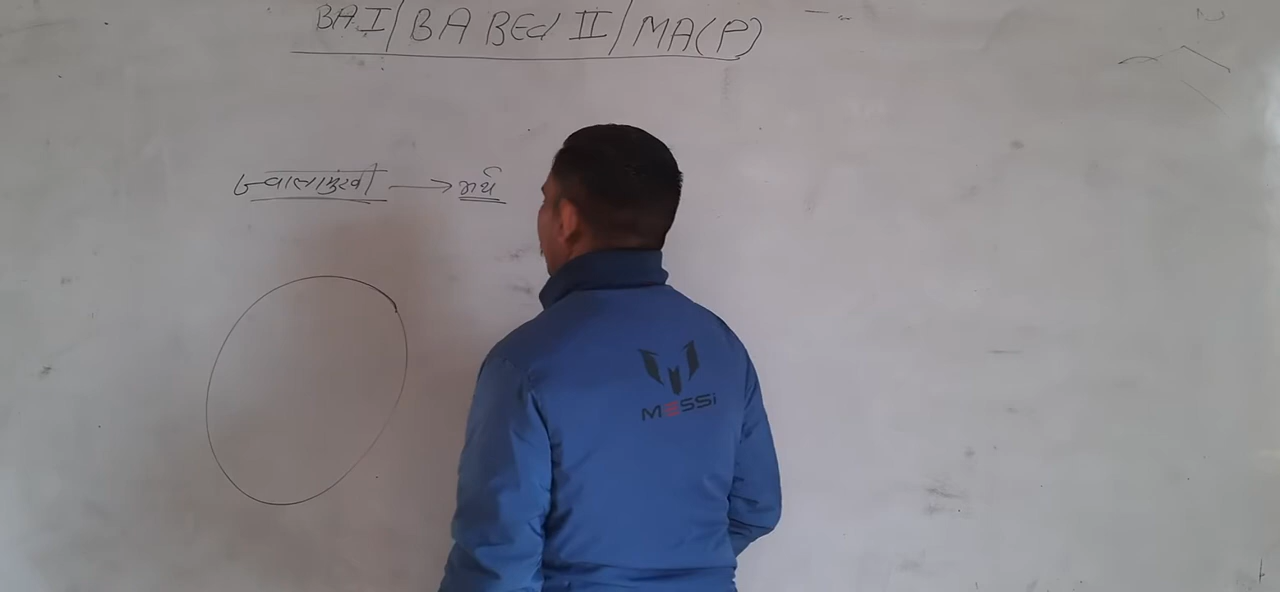 BA I / BA BEd II / MA(P)
ज्वालामुखी → अर्थ
MESSi